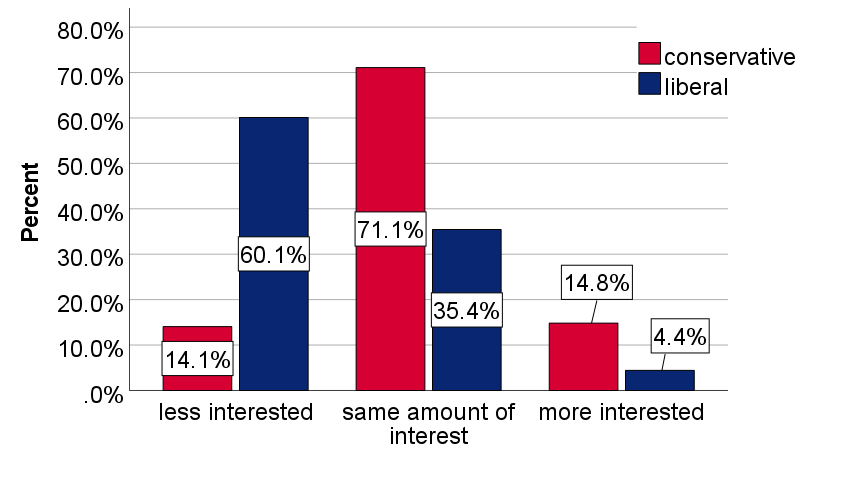 80.0%
70.0%
60.0%
50.0%
40.0%
30.0%
20.0%
10.0%
.0%
Percent
conservative
liberal
14.1%
60.1%
71.1%
35.4%
14.8%
4.4%
less interested
same amount of
interest
more interested